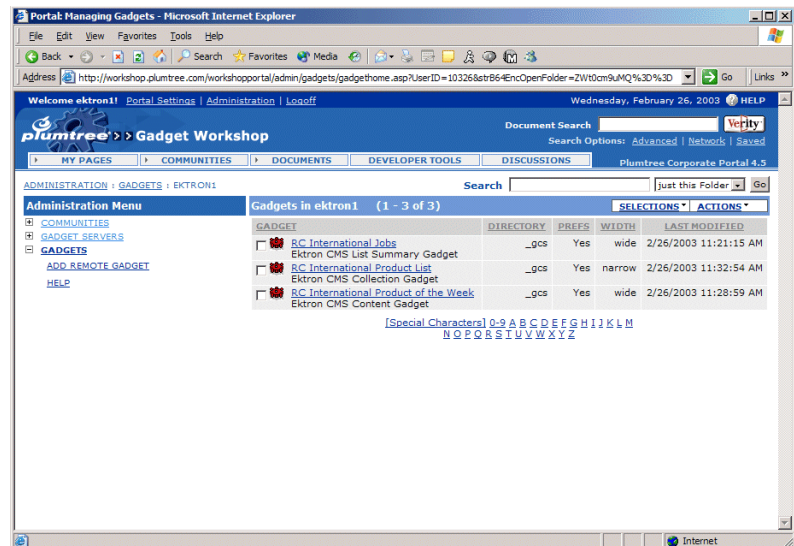 Portal: Managing Gadgets - Microsoft Internet Explorer
File Edit View Favorites Tools Help
Back Search Favorites Media
Address http://workshop.plumtree.com/workshopportal/admin/gadgets/gadgethome.asp?UserID=10326&strB64EncOpenFolder=ZWt0cm9uMQ%3D%3D Go Links »
Welcome ektron1! Portal Settings | Administration | Logoff Wednesday, February 26, 2003 HELP
plumtree >> Gadget Workshop
Document Search Verity
Search Options: Advanced | Network | Saved
MY PAGES COMMUNITIES DOCUMENTS DEVELOPER TOOLS DISCUSSIONS Plumtree Corporate Portal 4.5
ADMINISTRATION : GADGETS : EKTRON1 Search just this Folder Go
Administration Menu Gadgets in ektron1 (1 - 3 of 3) SELECTIONS ACTIONS
COMMUNITIES
GADGET SERVERS
GADGETS
ADD REMOTE GADGET
HELP
GADGET DIRECTORY PREFS WIDTH LAST MODIFIED
RC International Jobs _gcs Yes wide 2/26/2003 11:21:15 AM
Ektron CMS List Summary Gadget
RC International Product List _gcs Yes narrow 2/26/2003 11:32:54 AM
Ektron CMS Collection Gadget
RC International Product of the Week _gcs Yes wide 2/26/2003 11:28:59 AM
Ektron CMS Content Gadget
[Special Characters] 0-9 A B C D E F G H I J K L M
N O P Q R S T U V W X Y Z
Internet